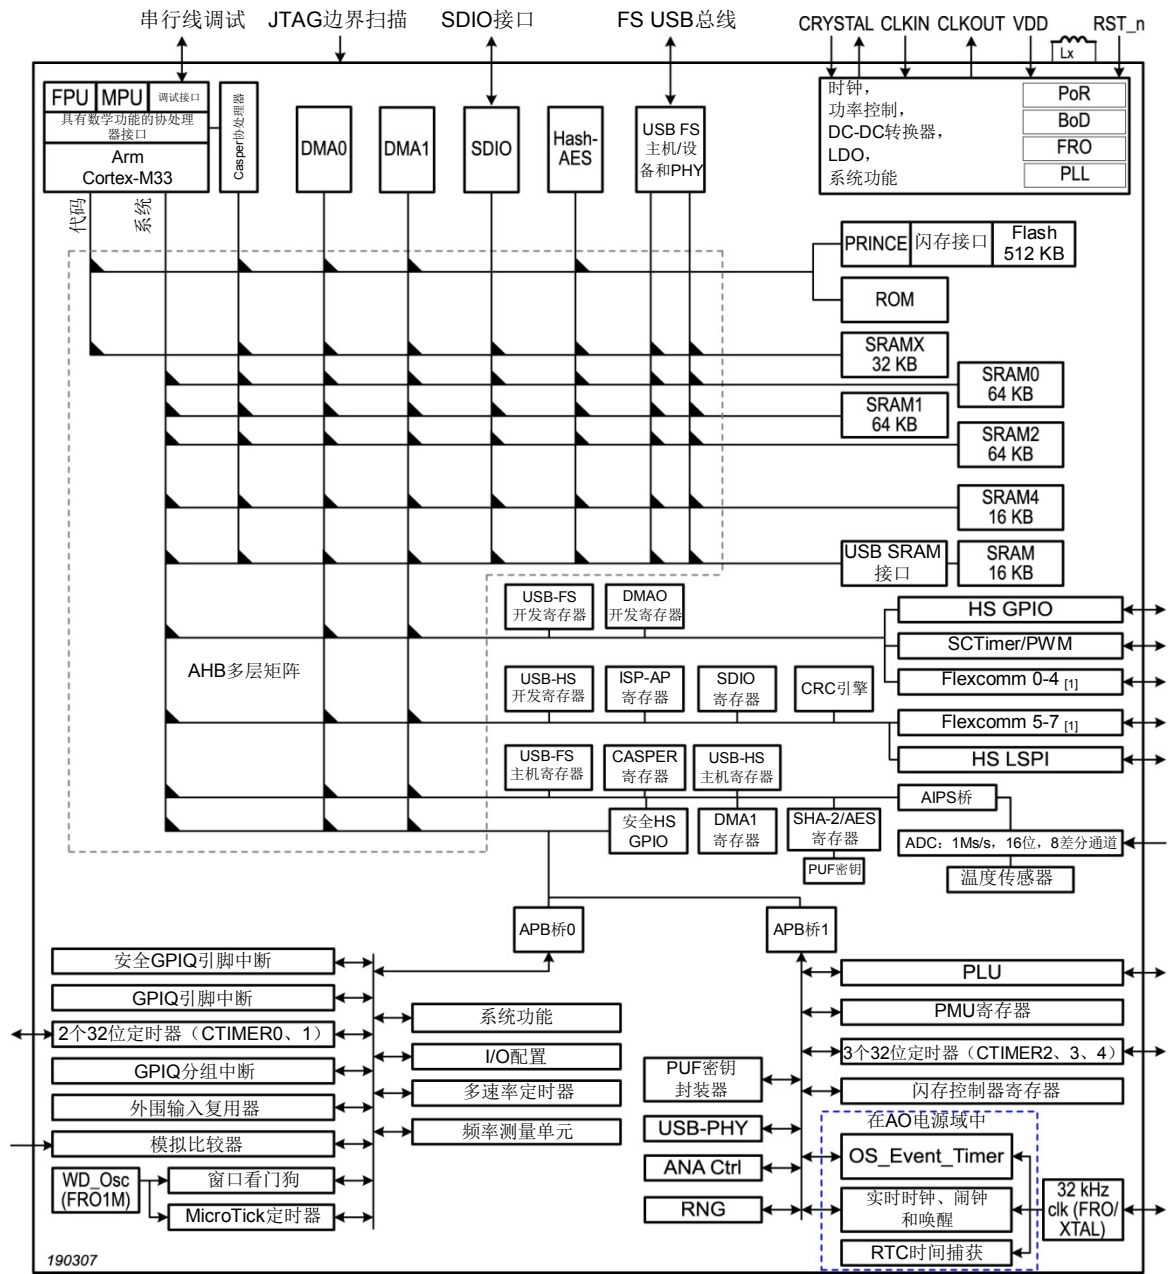 串行线调试
JTAG边界扫描
SDIO接口
FS USB总线
CRYSTAL CLKIN CLKOUT VDD
Lx
RST_n
FPU
MPU
调试接口
具有数学功能的协处理
器接口
Arm
Cortex-M33
Casper协处理器
DMA0
DMA1
SDIO
Hash-
AES
USB FS
主机/设
备和PHY
时钟，
功率控制，
DC-DC转换器，
LDO，
系统功能
PoR
BoD
FRO
PLL
代码
系统
PRINCE
闪存接口
Flash
512 KB
ROM
SRAMX
32 KB
SRAM0
64 KB
SRAM1
64 KB
SRAM2
64 KB
SRAM4
16 KB
USB SRAM
接口
SRAM
16 KB
AHB多层矩阵
USB-FS
开发寄存器
DMAO
开发寄存器
HS GPIO
SCTimer/PWM
Flexcomm 0-4 [1]
USB-HS
开发寄存器
ISP-AP
寄存器
SDIO
寄存器
CRC引擎
Flexcomm 5-7 [1]
HS LSPI
USB-FS
主机寄存器
CASPER
寄存器
USB-HS
主机寄存器
AIPS桥
安全HS
GPIO
DMA1
寄存器
SHA-2/AES
寄存器
PUF密钥
ADC：1Ms/s，16位，8差分通道
温度传感器
APB桥0
APB桥1
安全GPIQ引脚中断
GPIQ引脚中断
2个32位定时器（CTIMER0、1）
GPIQ分组中断
外围输入复用器
模拟比较器
WD_Osc
(FRO1M)
窗口看门狗
MicroTick定时器
系统功能
I/O配置
多速率定时器
频率测量单元
PUF密钥
封装器
USB-PHY
ANA Ctrl
RNG
PLU
PMU寄存器
3个32位定时器（CTIMER2、3、4）
闪存控制器寄存器
在AO电源域中
OS_Event_Timer
实时时钟、闹钟
和唤醒
RTC时间捕获
32 kHz
clk (FRO/
XTAL)
190307